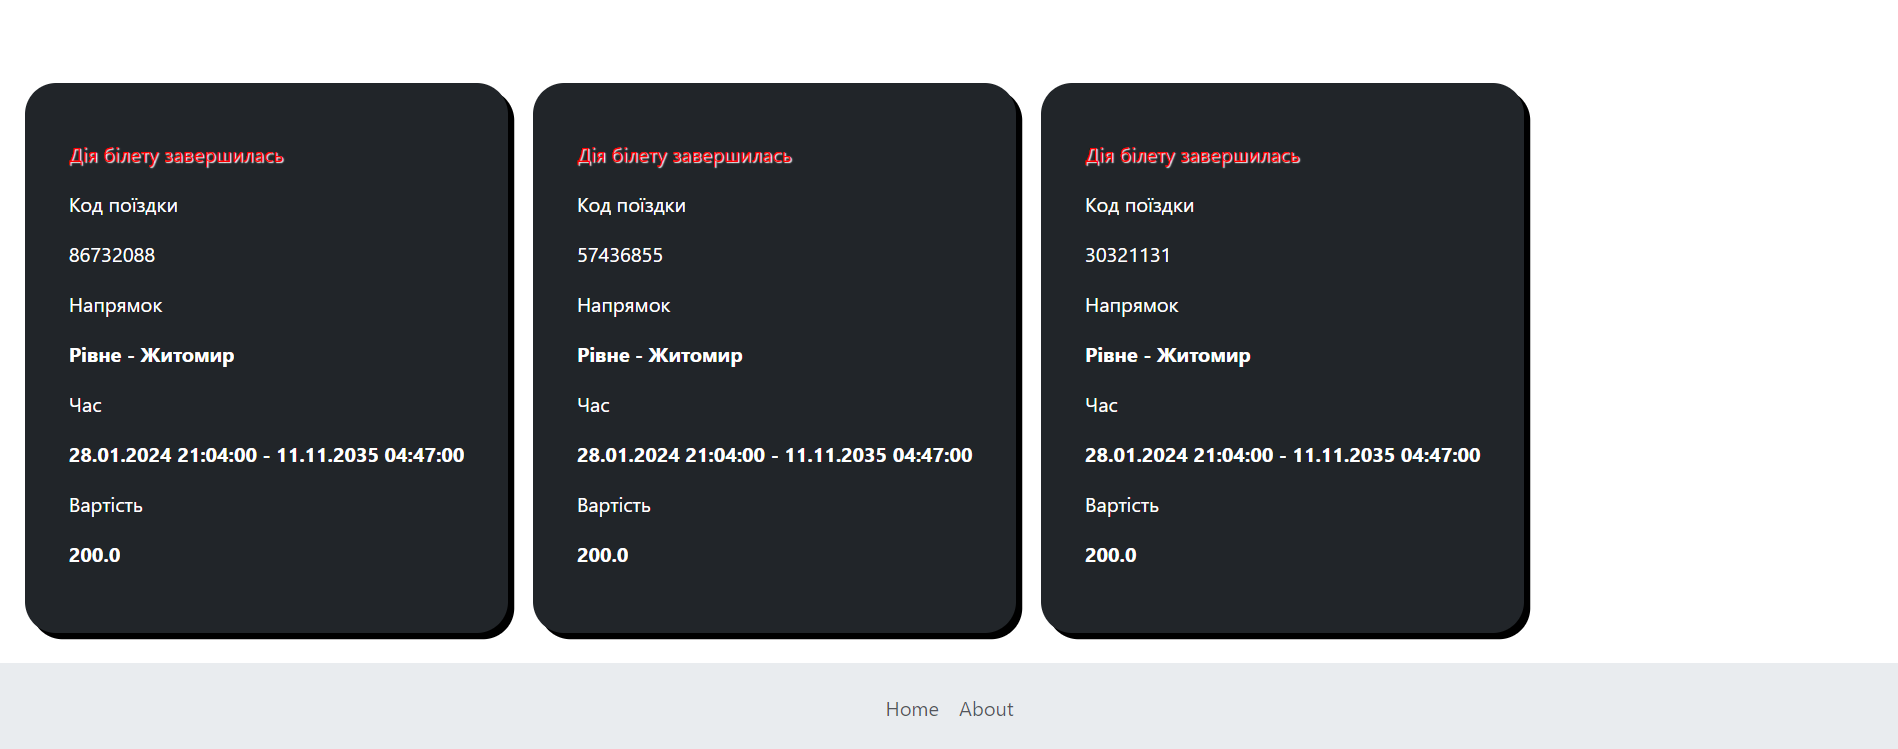 Дія білету завершилась
Код поїздки
86732088
Напрямок
Рівне - Житомир
Час
28.01.2024 21:04:00 - 11.11.2035 04:47:00
Вартість
200.0
Дія білету завершилась
Код поїздки
57436855
Напрямок
Рівне - Житомир
Час
28.01.2024 21:04:00 - 11.11.2035 04:47:00
Вартість
200.0
Дія білету завершилась
Код поїздки
30321131
Напрямок
Рівне - Житомир
Час
28.01.2024 21:04:00 - 11.11.2035 04:47:00
Вартість
200.0
Home About